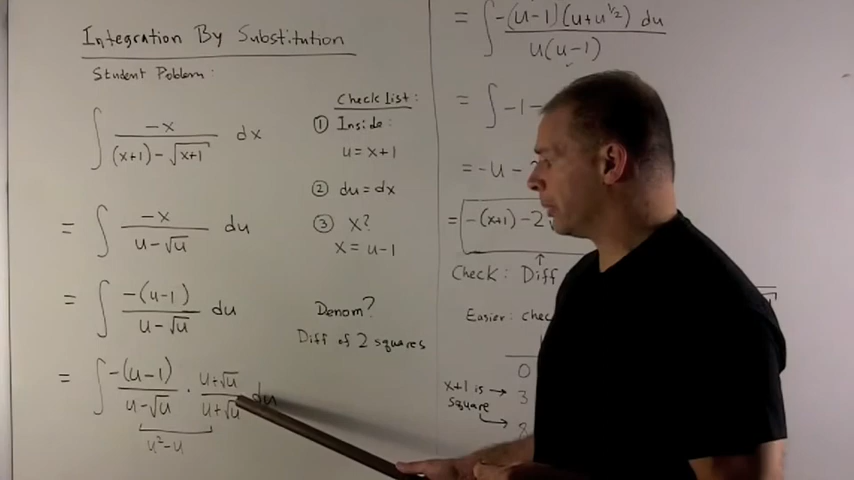 Integration By Substitution
Student Problem:
∫ -x / ((x+1) - √(x+1)) dx
= ∫ -x / (u - √u) du
= ∫ -(u-1) / (u - √u) du
= ∫ -(u-1) / (u - √u) · (u + √u) / (u + √u) du
u² - u
Check List:
① Inside:
u = x+1
② du = dx
③ x?
x = u-1
Denom?
Diff of 2 squares
= ∫ -(u-1)(u + u^1/2) du / u(u-1)
= ∫ -1 -
= -u - 2
= -(x+1) - 2
↑
Check: Diff
Easier: Chec
0
x+1 is → 3
square → 8